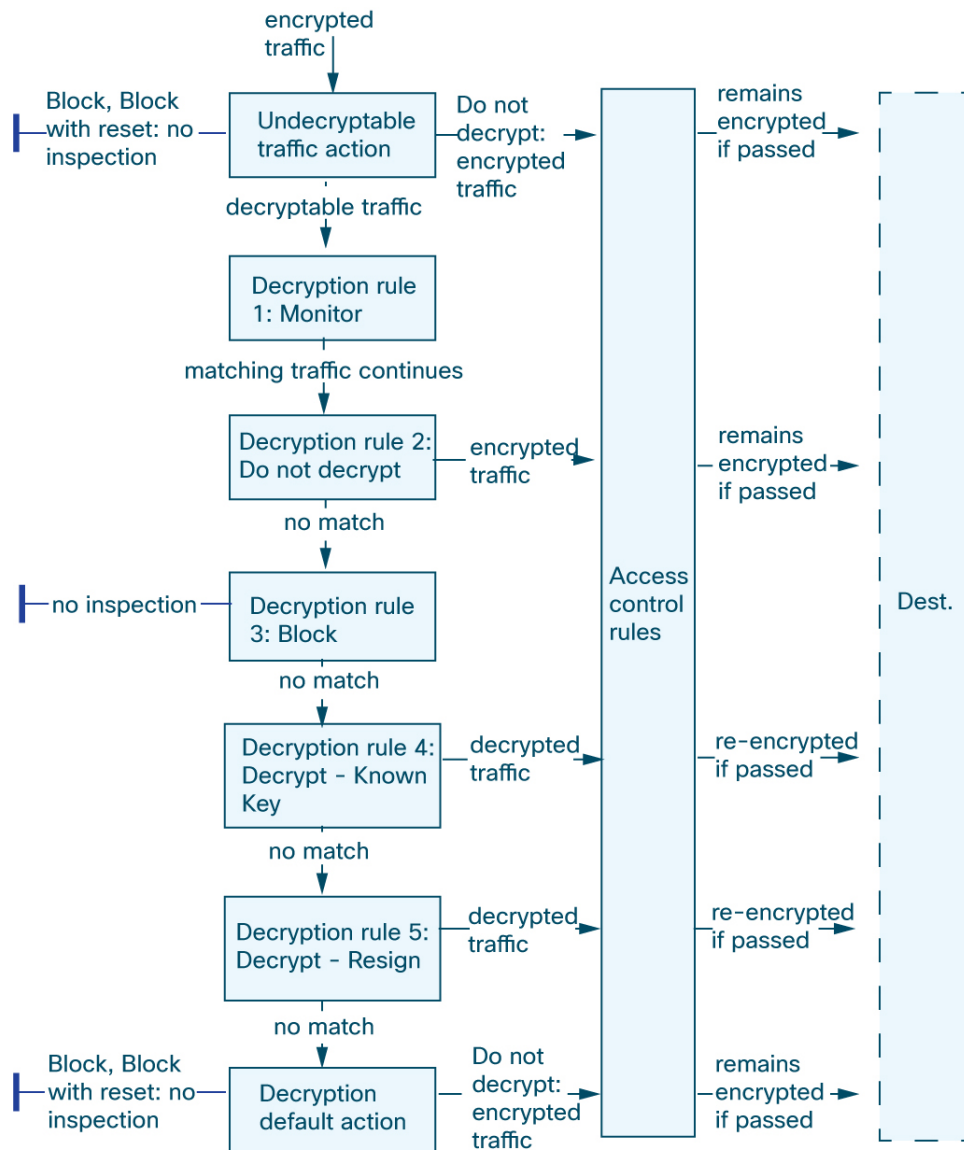 encrypted
traffic
Block, Block
with reset: no
inspection
Undecryptable
traffic action
Do not
decrypt:
encrypted
traffic
remains
encrypted
if passed
decryptable traffic
Decryption rule
1: Monitor
matching traffic continues
Decryption rule 2:
Do not decrypt
encrypted
traffic
remains
encrypted
if passed
no match
no inspection
Decryption rule
3: Block
Access
control
rules
Dest.
no match
Decryption rule 4:
Decrypt - Known
Key
decrypted
traffic
re-encrypted
if passed
no match
Decryption rule 5:
Decrypt - Resign
decrypted
traffic
re-encrypted
if passed
no match
Block, Block
with reset: no
inspection
Decryption
default action
Do not
decrypt:
encrypted
traffic
remains
encrypted
if passed